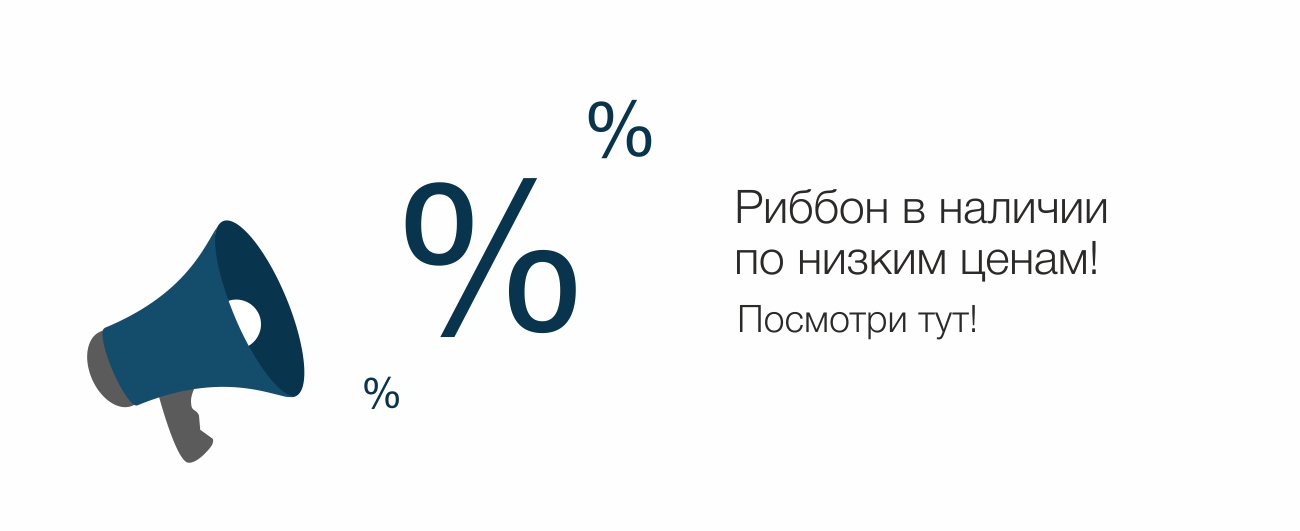 %
%
%
Риббон в наличии
по низким ценам!
Посмотри тут!